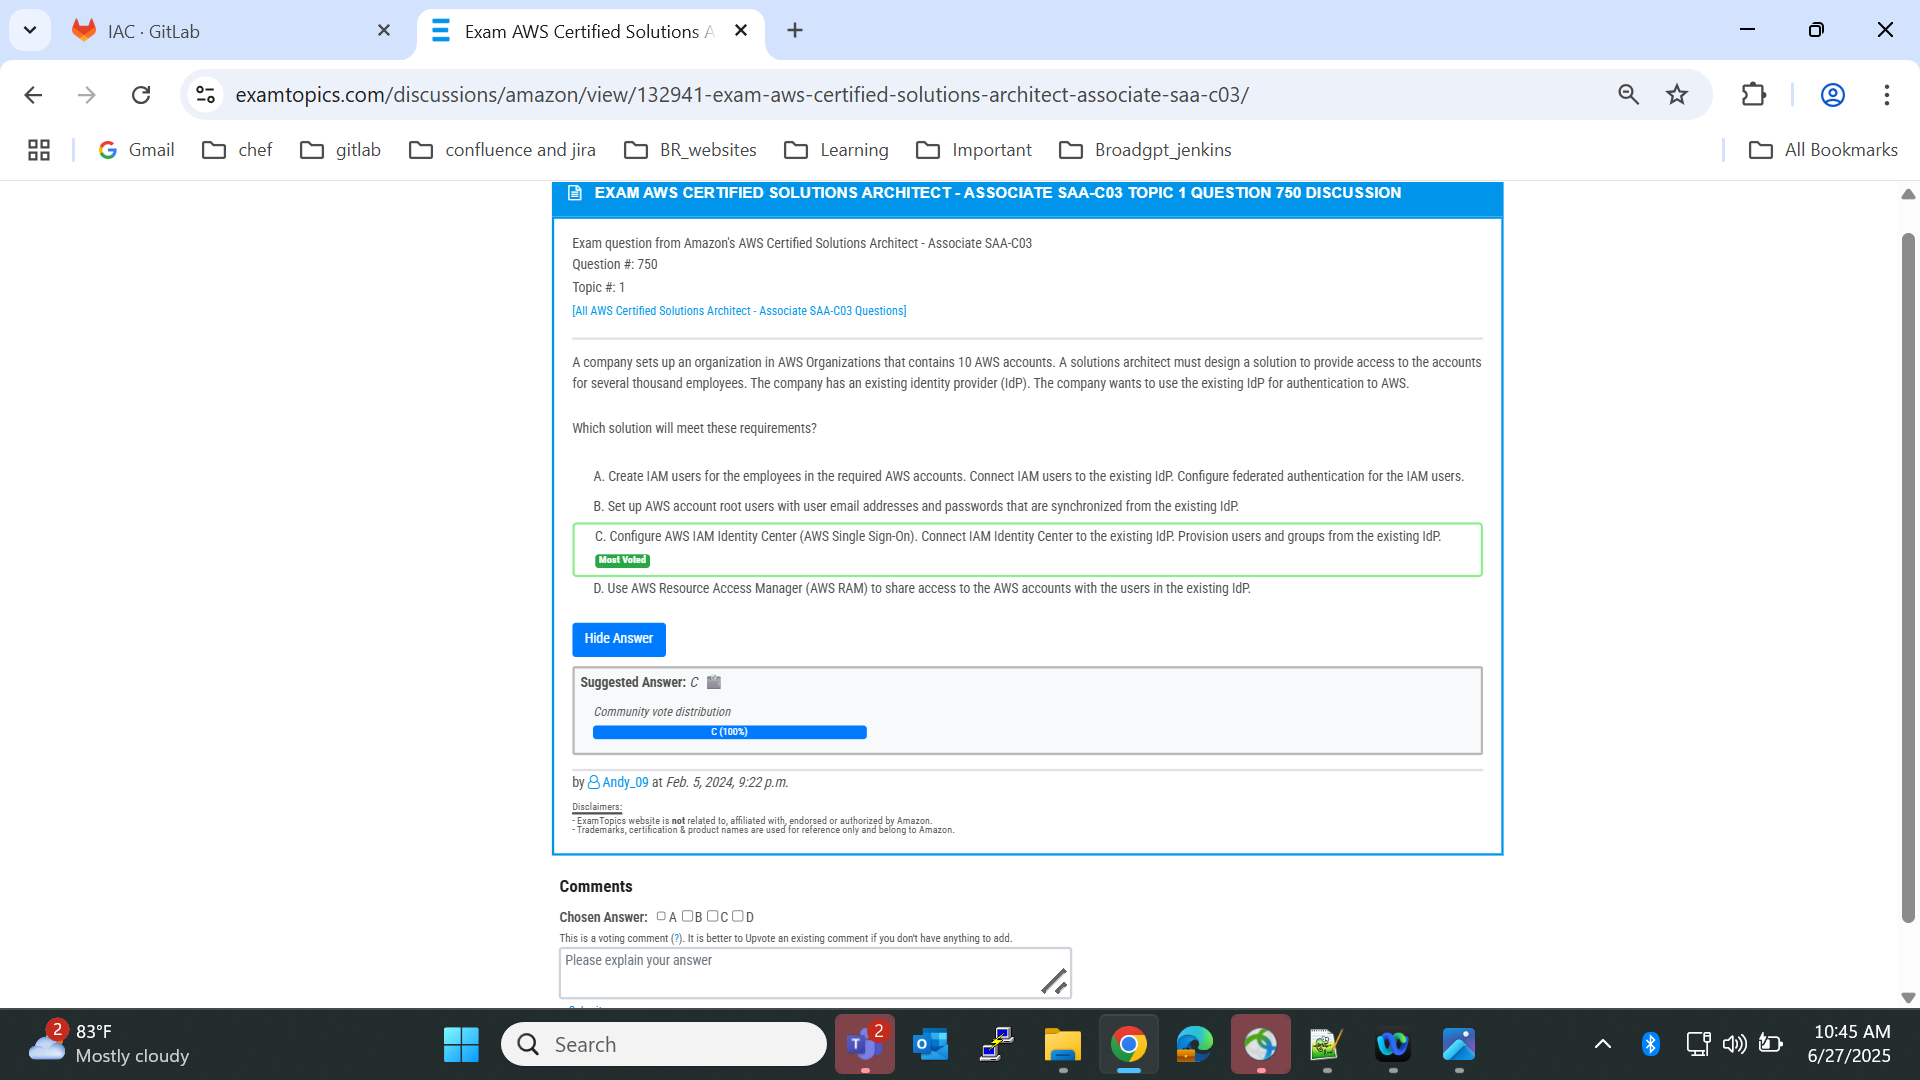 IAC · GitLab
Exam AWS Certified Solutions A
examtopics.com/discussions/amazon/view/132941-exam-aws-certified-solutions-architect-associate-saa-c03/
Gmail
chef
gitlab
confluence and jira
BR_websites
Learning
Important
Broadgpt_jenkins
All Bookmarks
EXAM AWS CERTIFIED SOLUTIONS ARCHITECT - ASSOCIATE SAA-C03 TOPIC 1 QUESTION 750 DISCUSSION
Exam question from Amazon's AWS Certified Solutions Architect - Associate SAA-C03
Question #: 750
Topic #: 1
[All AWS Certified Solutions Architect - Associate SAA-C03 Questions]
A company sets up an organization in AWS Organizations that contains 10 AWS accounts. A solutions architect must design a solution to provide access to the accounts
for several thousand employees. The company has an existing identity provider (IdP). The company wants to use the existing IdP for authentication to AWS.
Which solution will meet these requirements?
A. Create IAM users for the employees in the required AWS accounts. Connect IAM users to the existing IdP. Configure federated authentication for the IAM users.
B. Set up AWS account root users with user email addresses and passwords that are synchronized from the existing IdP.
C. Configure AWS IAM Identity Center (AWS Single Sign-On). Connect IAM Identity Center to the existing IdP. Provision users and groups from the existing IdP.
Most Voted
D. Use AWS Resource Access Manager (AWS RAM) to share access to the AWS accounts with the users in the existing IdP.
Hide Answer
Suggested Answer: C
Community vote distribution
C (100%)
by Andy_09 at Feb. 5, 2024, 9:22 p.m.
Disclaimers:
- ExamTopics website is not related to, affiliated with, endorsed or authorized by Amazon.
- Trademarks, certification & product names are used for reference only and belong to Amazon.
Comments
Chosen Answer: A B C D
This is a voting comment (?). It is better to Upvote an existing comment if you don't have anything to add.
Please explain your answer
2
83°F
Mostly cloudy
Search
2
10:45 AM
6/27/2025